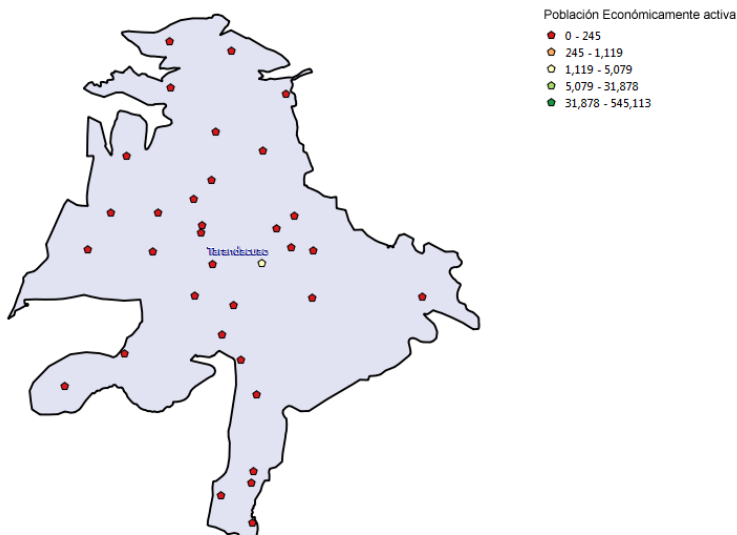 Población Económicamente activa
0 - 245
245 - 1,119
1,119 - 5,079
5,079 - 31,878
31,878 - 545,113
Tarandacuao